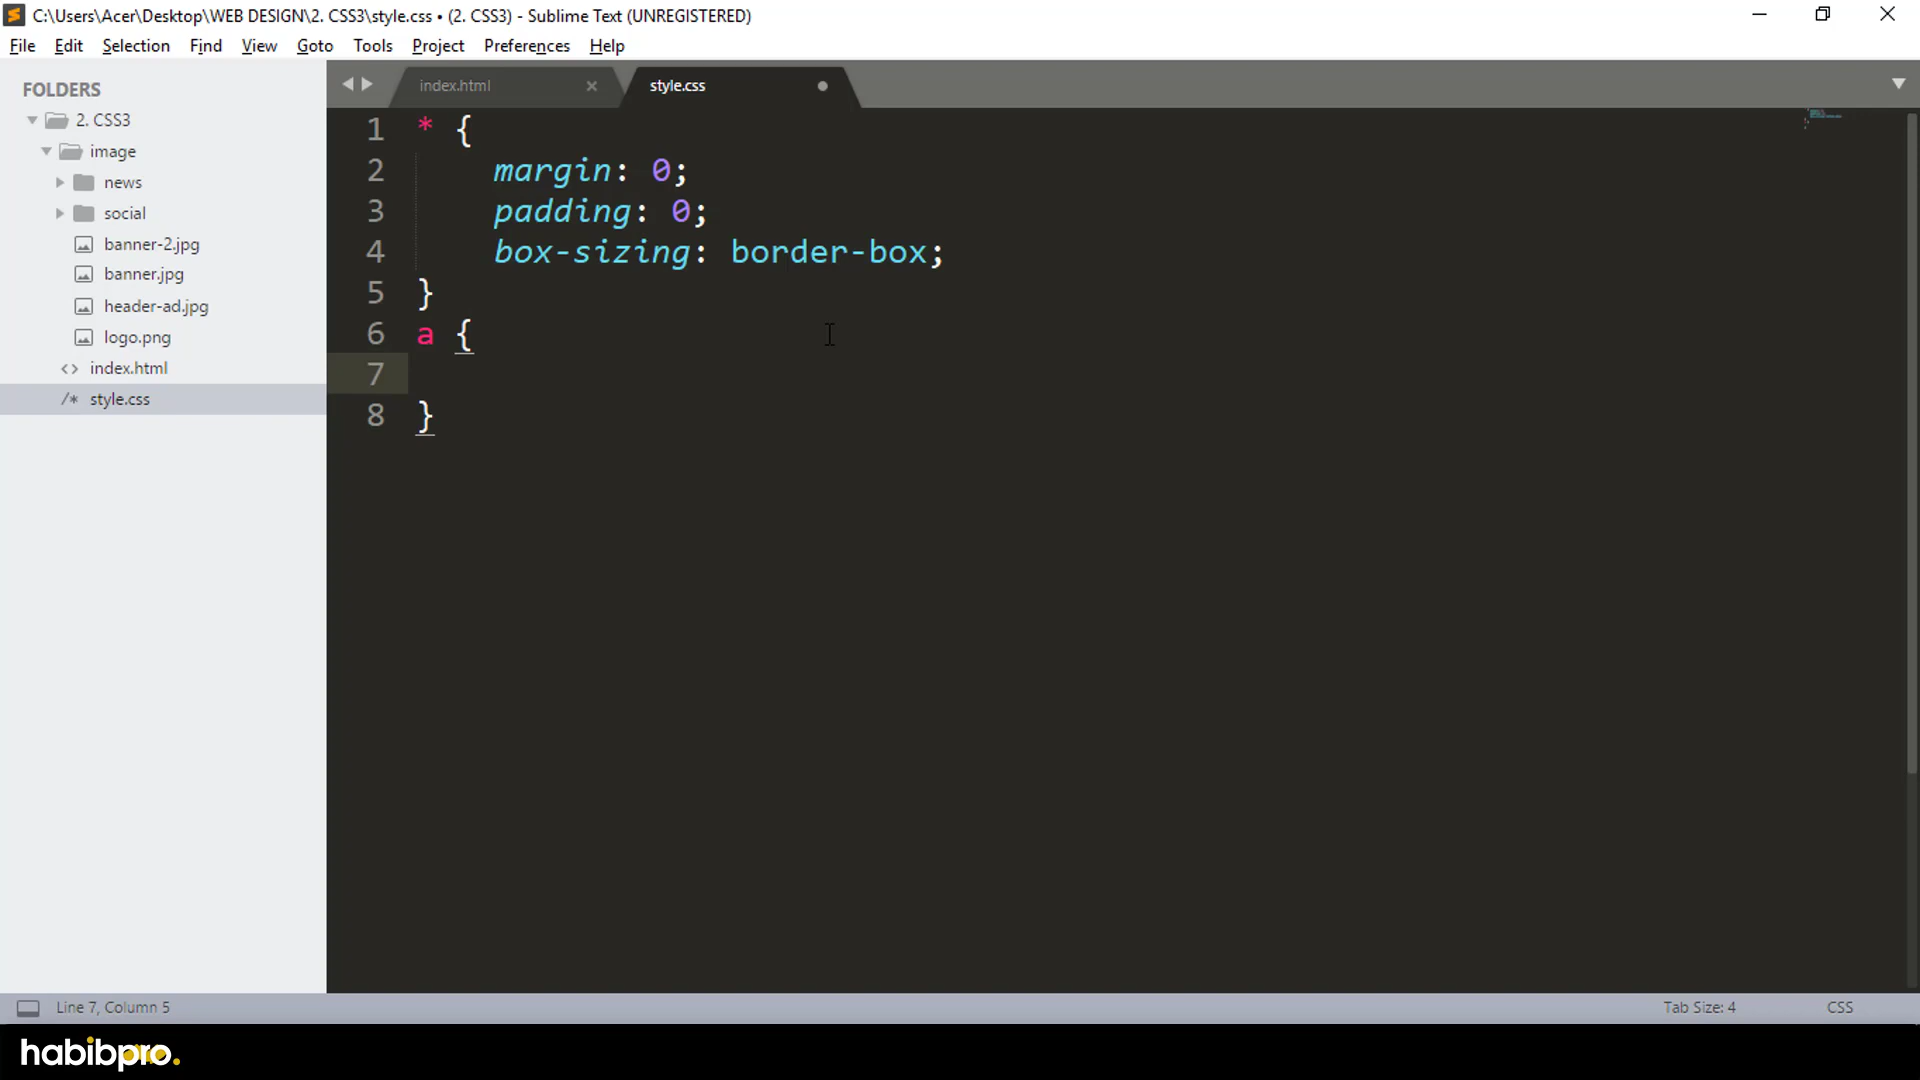 C:\Users\Acer\Desktop\WEB DESIGN\2. CSS3\style.css • (2. CSS3) - Sublime Text (UNREGISTERED)
File Edit Selection Find View Goto Tools Project Preferences Help
FOLDERS
2. CSS3
image
news
social
banner-2.jpg
banner.jpg
header-ad.jpg
logo.png
<> index.html
/* style.css
index.html × style.css
1 * {
2 margin: 0;
3 padding: 0;
4 box-sizing: border-box;
5 }
6 a {
7
8 }
Line 7, Column 5 Tab Size: 4 CSS
habibpro.